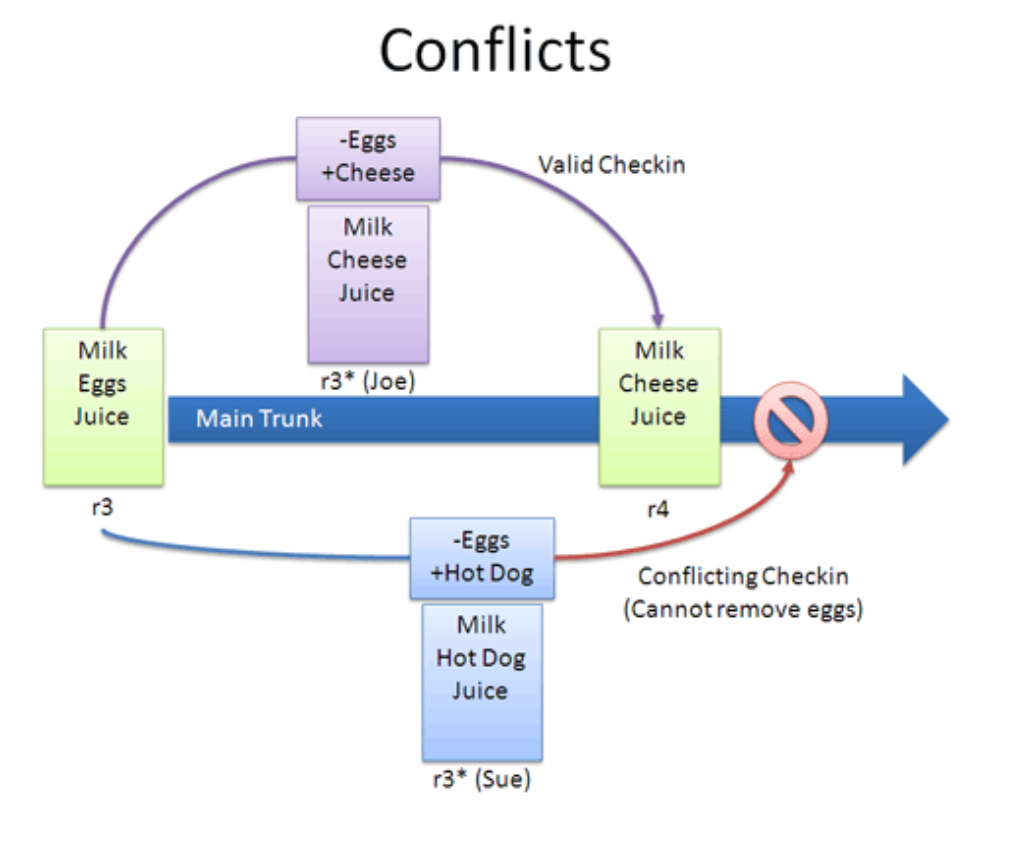 Conflicts
-Eggs
+Cheese
Valid Checkin
Milk
Cheese
Juice
r3* (Joe)
Milk
Eggs
Juice
r3
Main Trunk
Milk
Cheese
Juice
r4
-Eggs
+Hot Dog
Conflicting Checkin
(Cannot remove eggs)
Milk
Hot Dog
Juice
r3* (Sue)